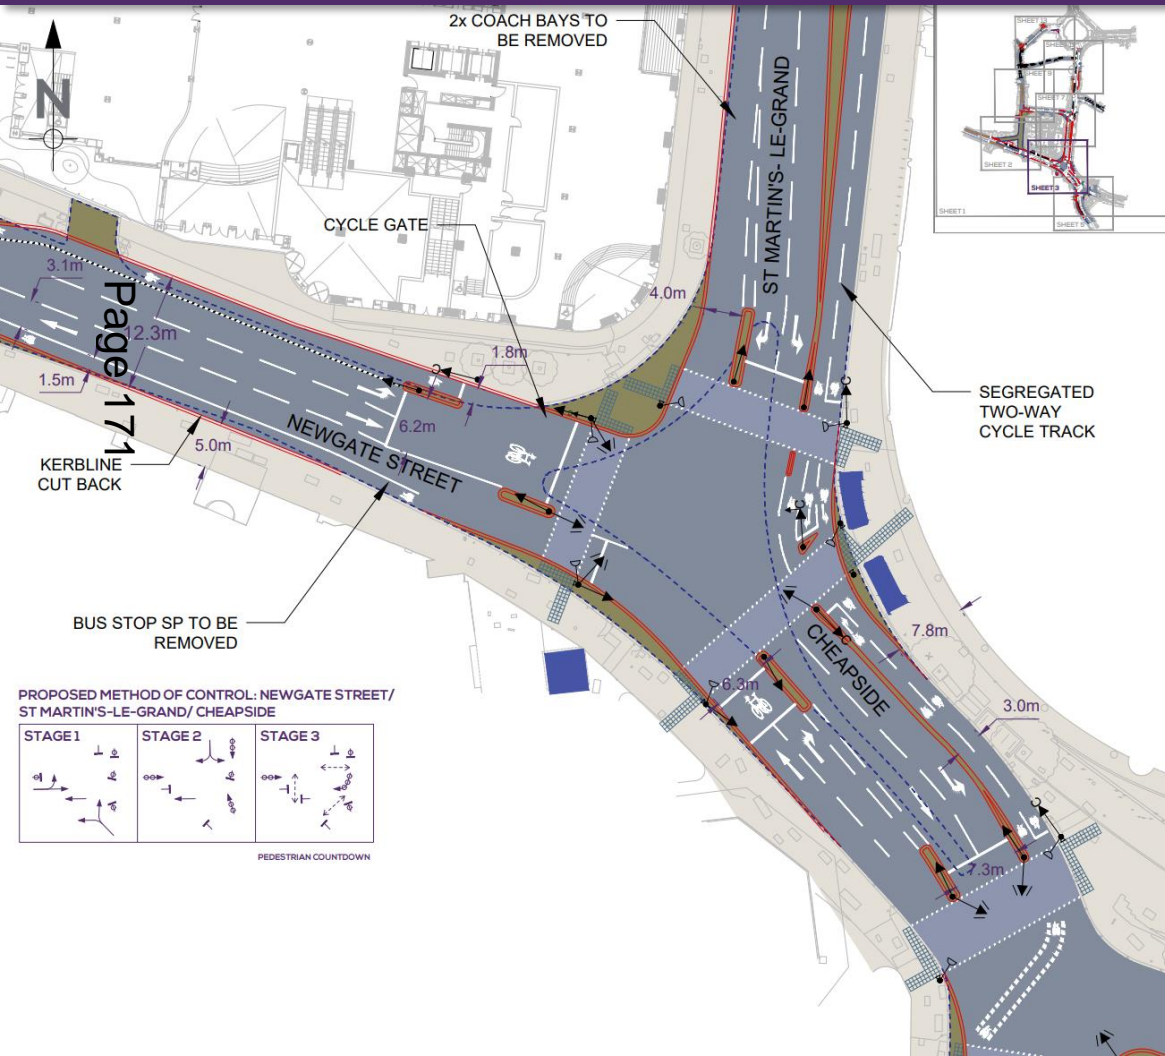 2x COACH BAYS TO
BE REMOVED
N
ST MARTIN'S- LE-GRAND
SHEET 7
SHEET 2
SHEET 3
SHEET1
SHEET 5
CYCLE GATE
3.1m
Page 171
12.3m
4.0m
1.8m
1.5m
SEGREGATED
TWO-WAY
CYCLE TRACK
NEWGATE STREET
6.2m
5.0m
KERBLINE
CUT BACK
BUS STOP SP TO BE
REMOVED
CHEAPSIDE
7.8m
6.3m
3.0m
7.3m
PROPOSED METHOD OF CONTROL: NEWGATE STREET/
ST MARTIN'S-LE-GRAND/ CHEAPSIDE
STAGE 1
STAGE 2
STAGE 3
PEDESTRIAN COUNTDOWN